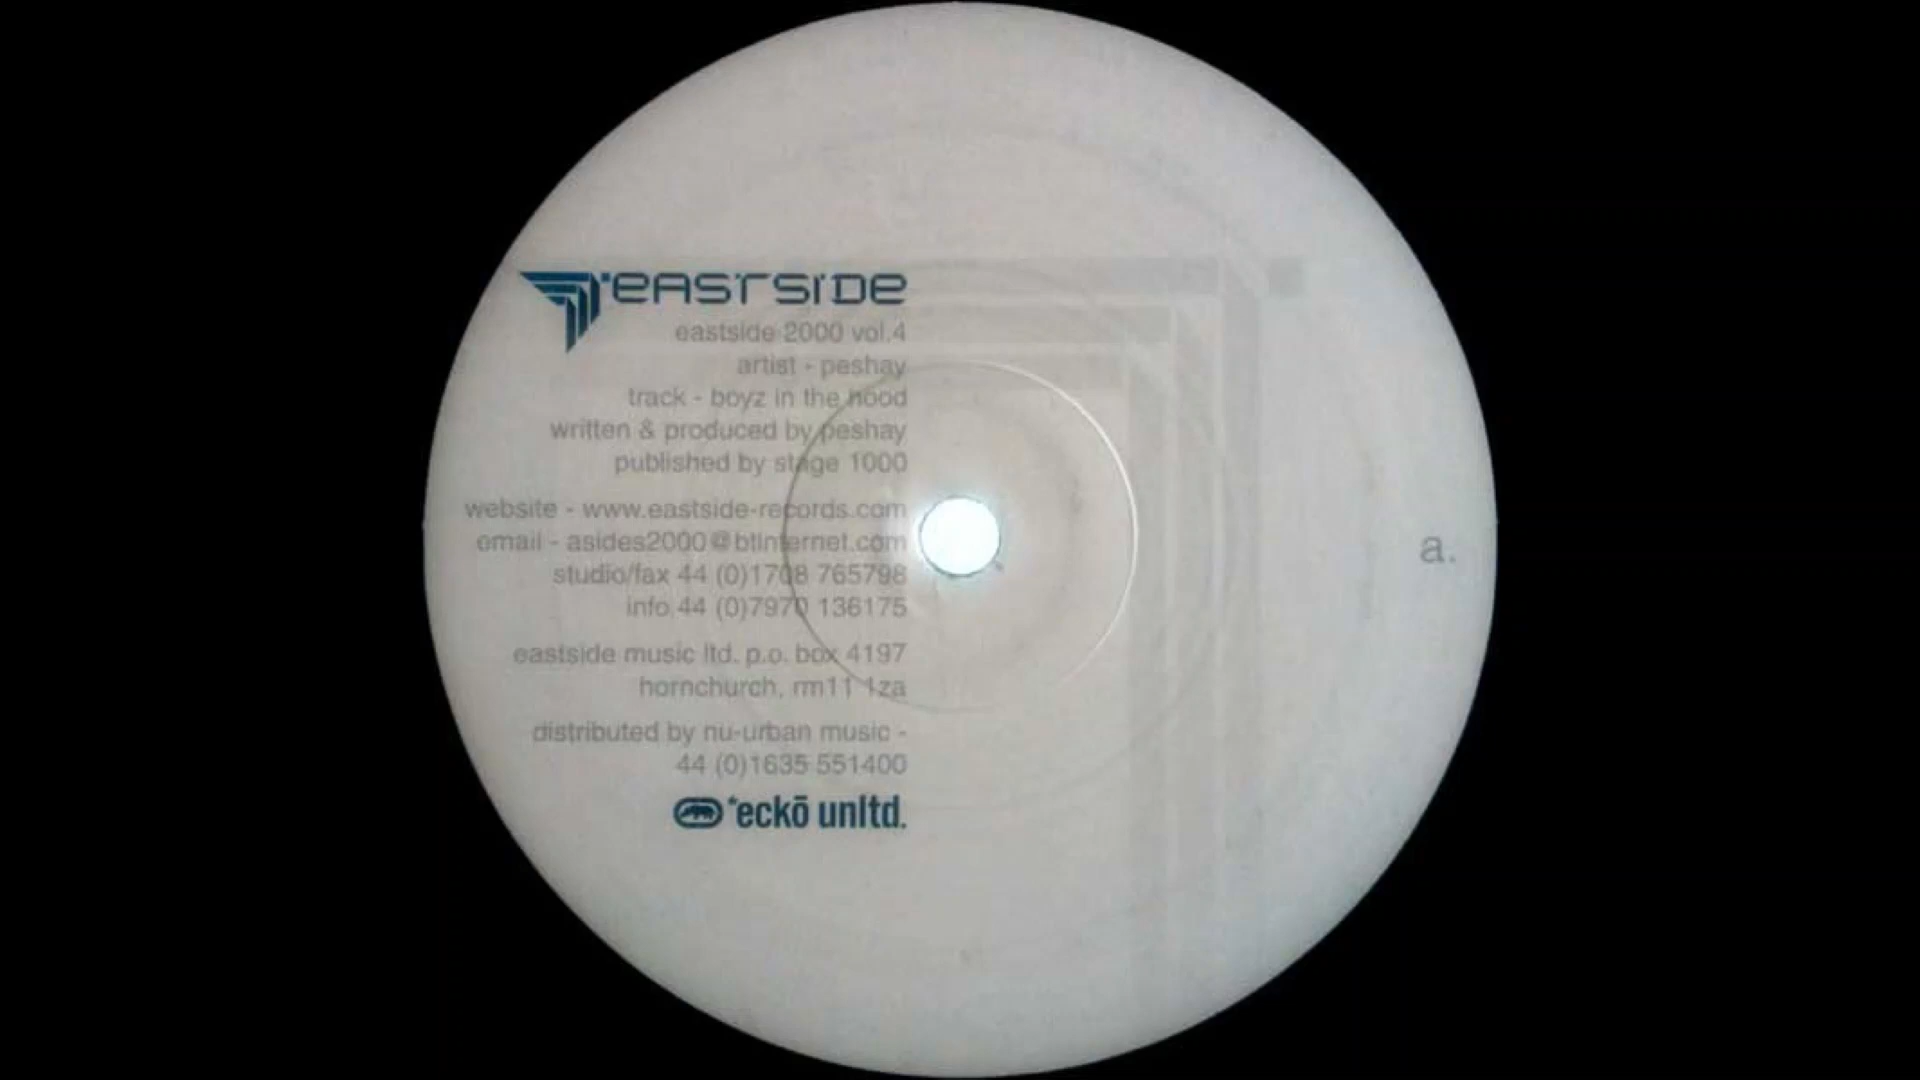 EASTSIDE
eastside 2000 vol.4
artist - peshay
track - boyz in the hood
written & produced by peshay
published by stage 1000
website - www.eastside-records.com
email - asides2000@btinternet.com
studio/fax 44 (0)1708 765798
info 44 (0)7970 136175
eastside music ltd. p.o. box 4197
hornchurch, rm11 1za
distributed by nu-urban music -
44 (0)1635 551400
*eckō unltd.
a.